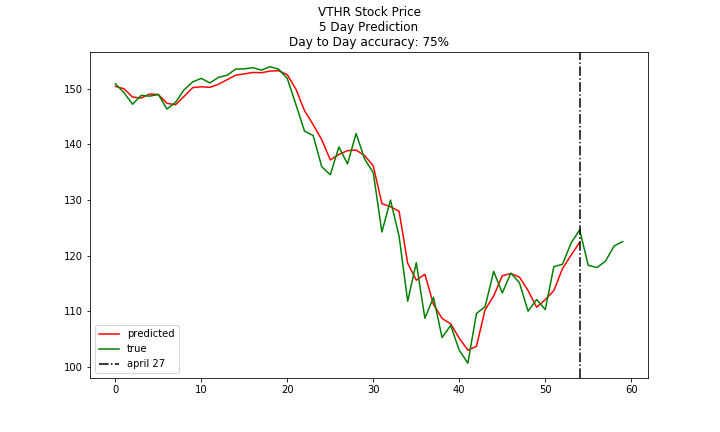 VTHR Stock Price
5 Day Prediction
Day to Day accuracy: 75%
150
140
130
120
110
100
predicted
true
april 27
0
10
20
30
40
50
60